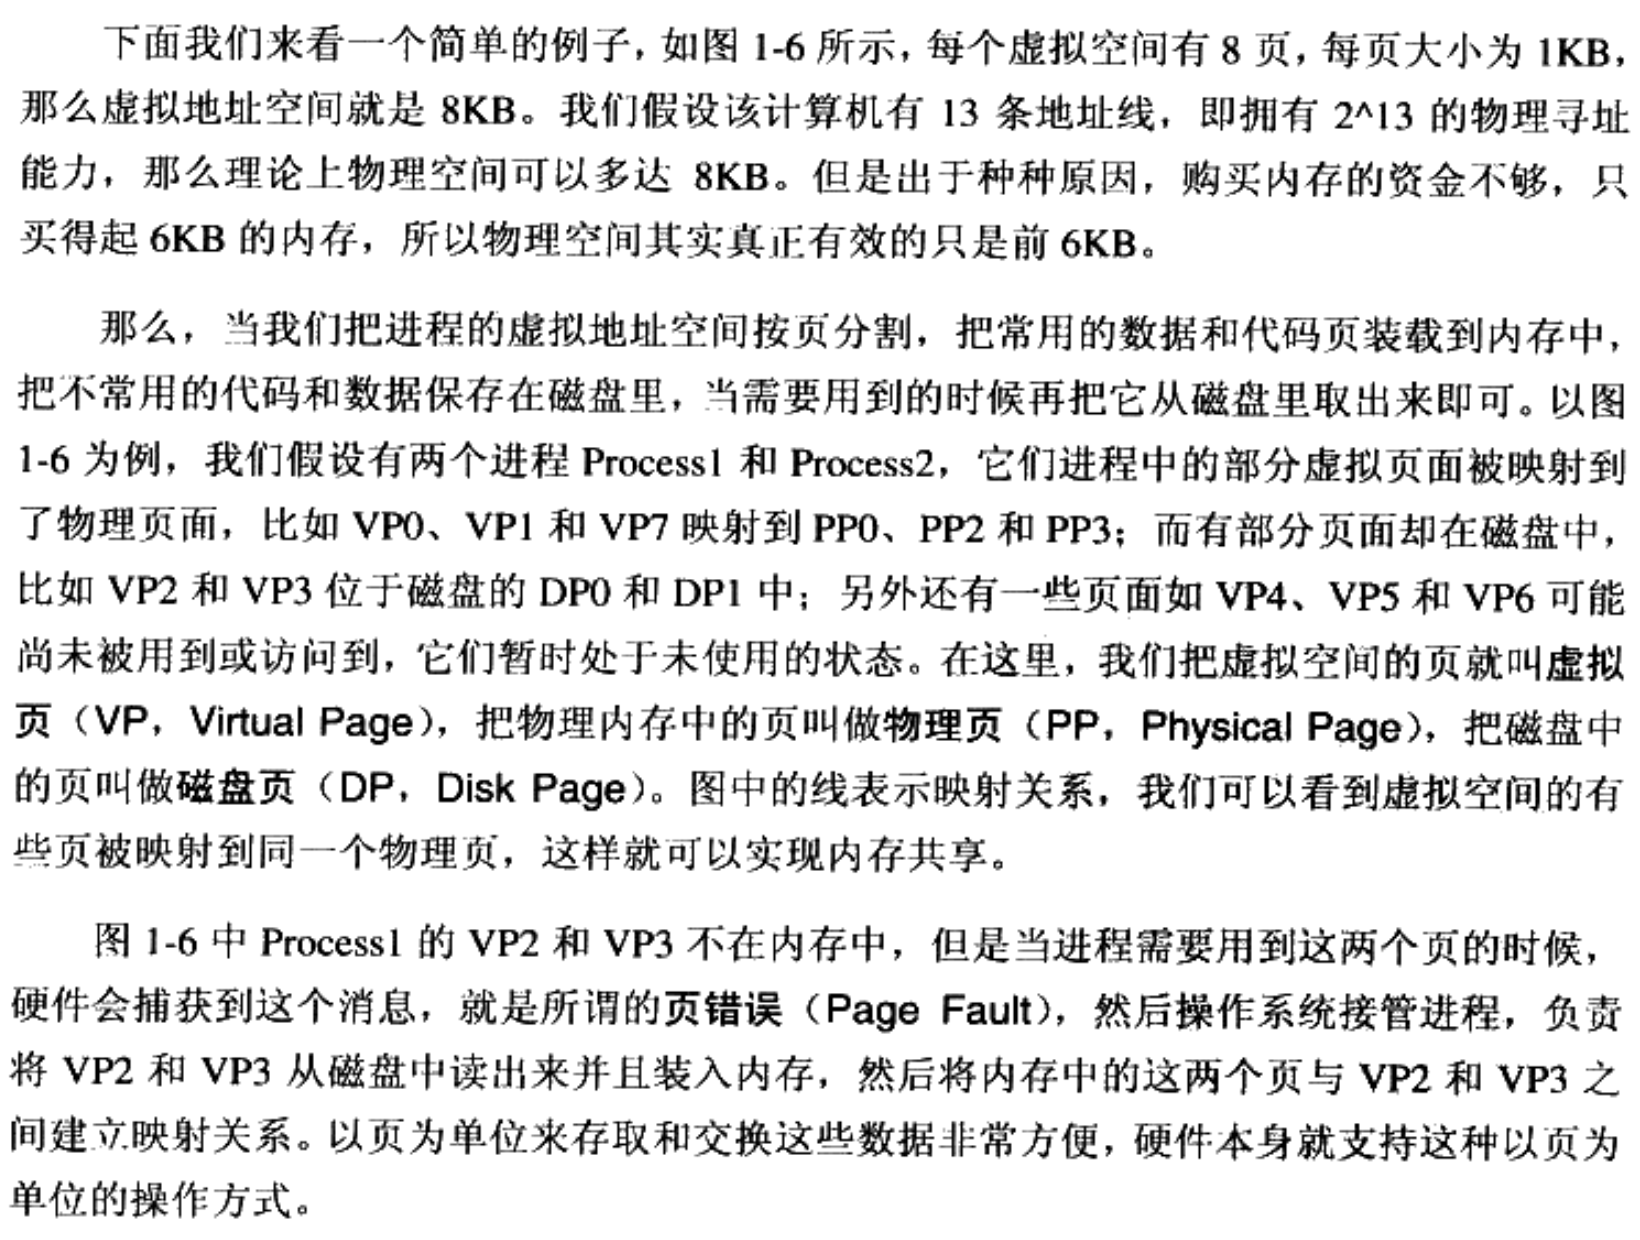 下面我们来看一个简单的例子，如图 1-6 所示，每个虚拟空间有 8 页，每页大小为 1KB，
那么虚拟地址空间就是 8KB。我们假设该计算机有 13 条地址线，即拥有 2^13 的物理寻址
能力，那么理论上物理空间可以多达 8KB。但是出于种种原因，购买内存的资金不够，只
买得起 6KB 的内存，所以物理空间其实真正有效的只是前 6KB。
那么，当我们把进程的虚拟地址空间按页分割，把常用的数据和代码页装载到内存中，
把不常用的代码和数据保存在磁盘里，当需要用到的时候再把它从磁盘里取出来即可。以图
1-6 为例，我们假设有两个进程 Process1 和 Process2，它们进程中的部分虚拟页面被映射到
了物理页面，比如 VP0、VP1 和 VP7 映射到 PP0、PP2 和 PP3；而有部分页面却在磁盘中，
比如 VP2 和 VP3 位于磁盘的 DP0 和 DP1 中；另外还有一些页面如 VP4、VP5 和 VP6 可能
尚未被用到或访问到，它们暂时处于未使用的状态。在这里，我们把虚拟空间的页就叫虚拟
页（VP，Virtual Page），把物理内存中的页叫做物理页（PP，Physical Page），把磁盘中
的页叫做磁盘页（DP，Disk Page）。图中的线表示映射关系，我们可以看到虚拟空间的有
些页被映射到同一个物理页，这样就可以实现内存共享。
图 1-6 中 Process1 的 VP2 和 VP3 不在内存中，但是当进程需要用到这两个页的时候，
硬件会捕获到这个消息，就是所谓的页错误（Page Fault），然后操作系统接管进程，负责
将 VP2 和 VP3 从磁盘中读出来并且装入内存，然后将内存中的这两个页与 VP2 和 VP3 之
间建立映射关系。以页为单位来存取和交换这些数据非常方便，硬件本身就支持这种以页为
单位的操作方式。